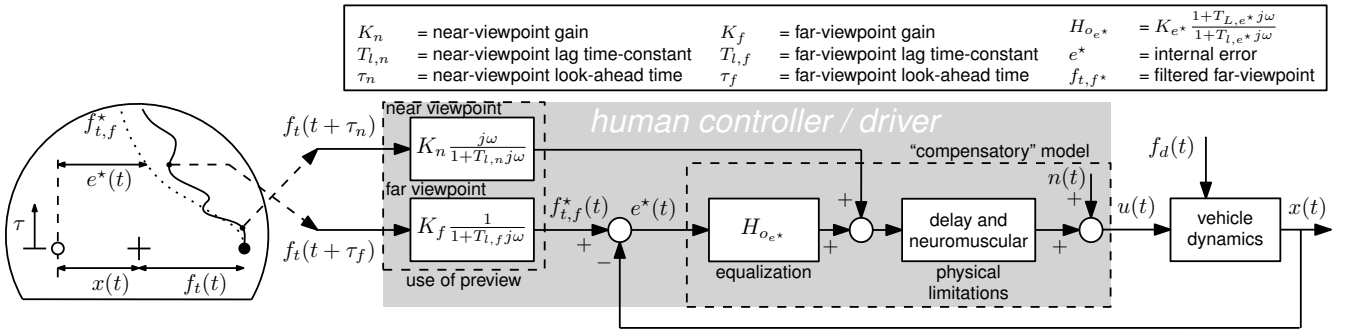 K_n = near-viewpoint gain K_f = far-viewpoint gain H_{o_{e⋆}} = K_{e⋆} \frac{1+T_{L,e⋆}jω}{1+T_{l,e⋆}jω}
T_{l,n} = near-viewpoint lag time-constant T_{l,f} = far-viewpoint lag time-constant e⋆ = internal error
τ_n = near-viewpoint look-ahead time τ_f = far-viewpoint look-ahead time f_{t,f⋆} = filtered far-viewpoint
f⋆_{t,f}
e⋆(t)
τ
x(t) f_t(t)
f_t(t + τ_n)
f_t(t + τ_f)
near viewpoint
K_n \frac{jω}{1+T_{l,n}jω}
far viewpoint
K_f \frac{1}{1+T_{l,f}jω}
use of preview
human controller / driver
"compensatory" model
f⋆_{t,f}(t)
+
−
e⋆(t)
H_{o_{e⋆}}
equalization
+
+
delay and
neuromuscular
physical
limitations
n(t)
+
+
u(t)
f_d(t)
vehicle
dynamics
x(t)